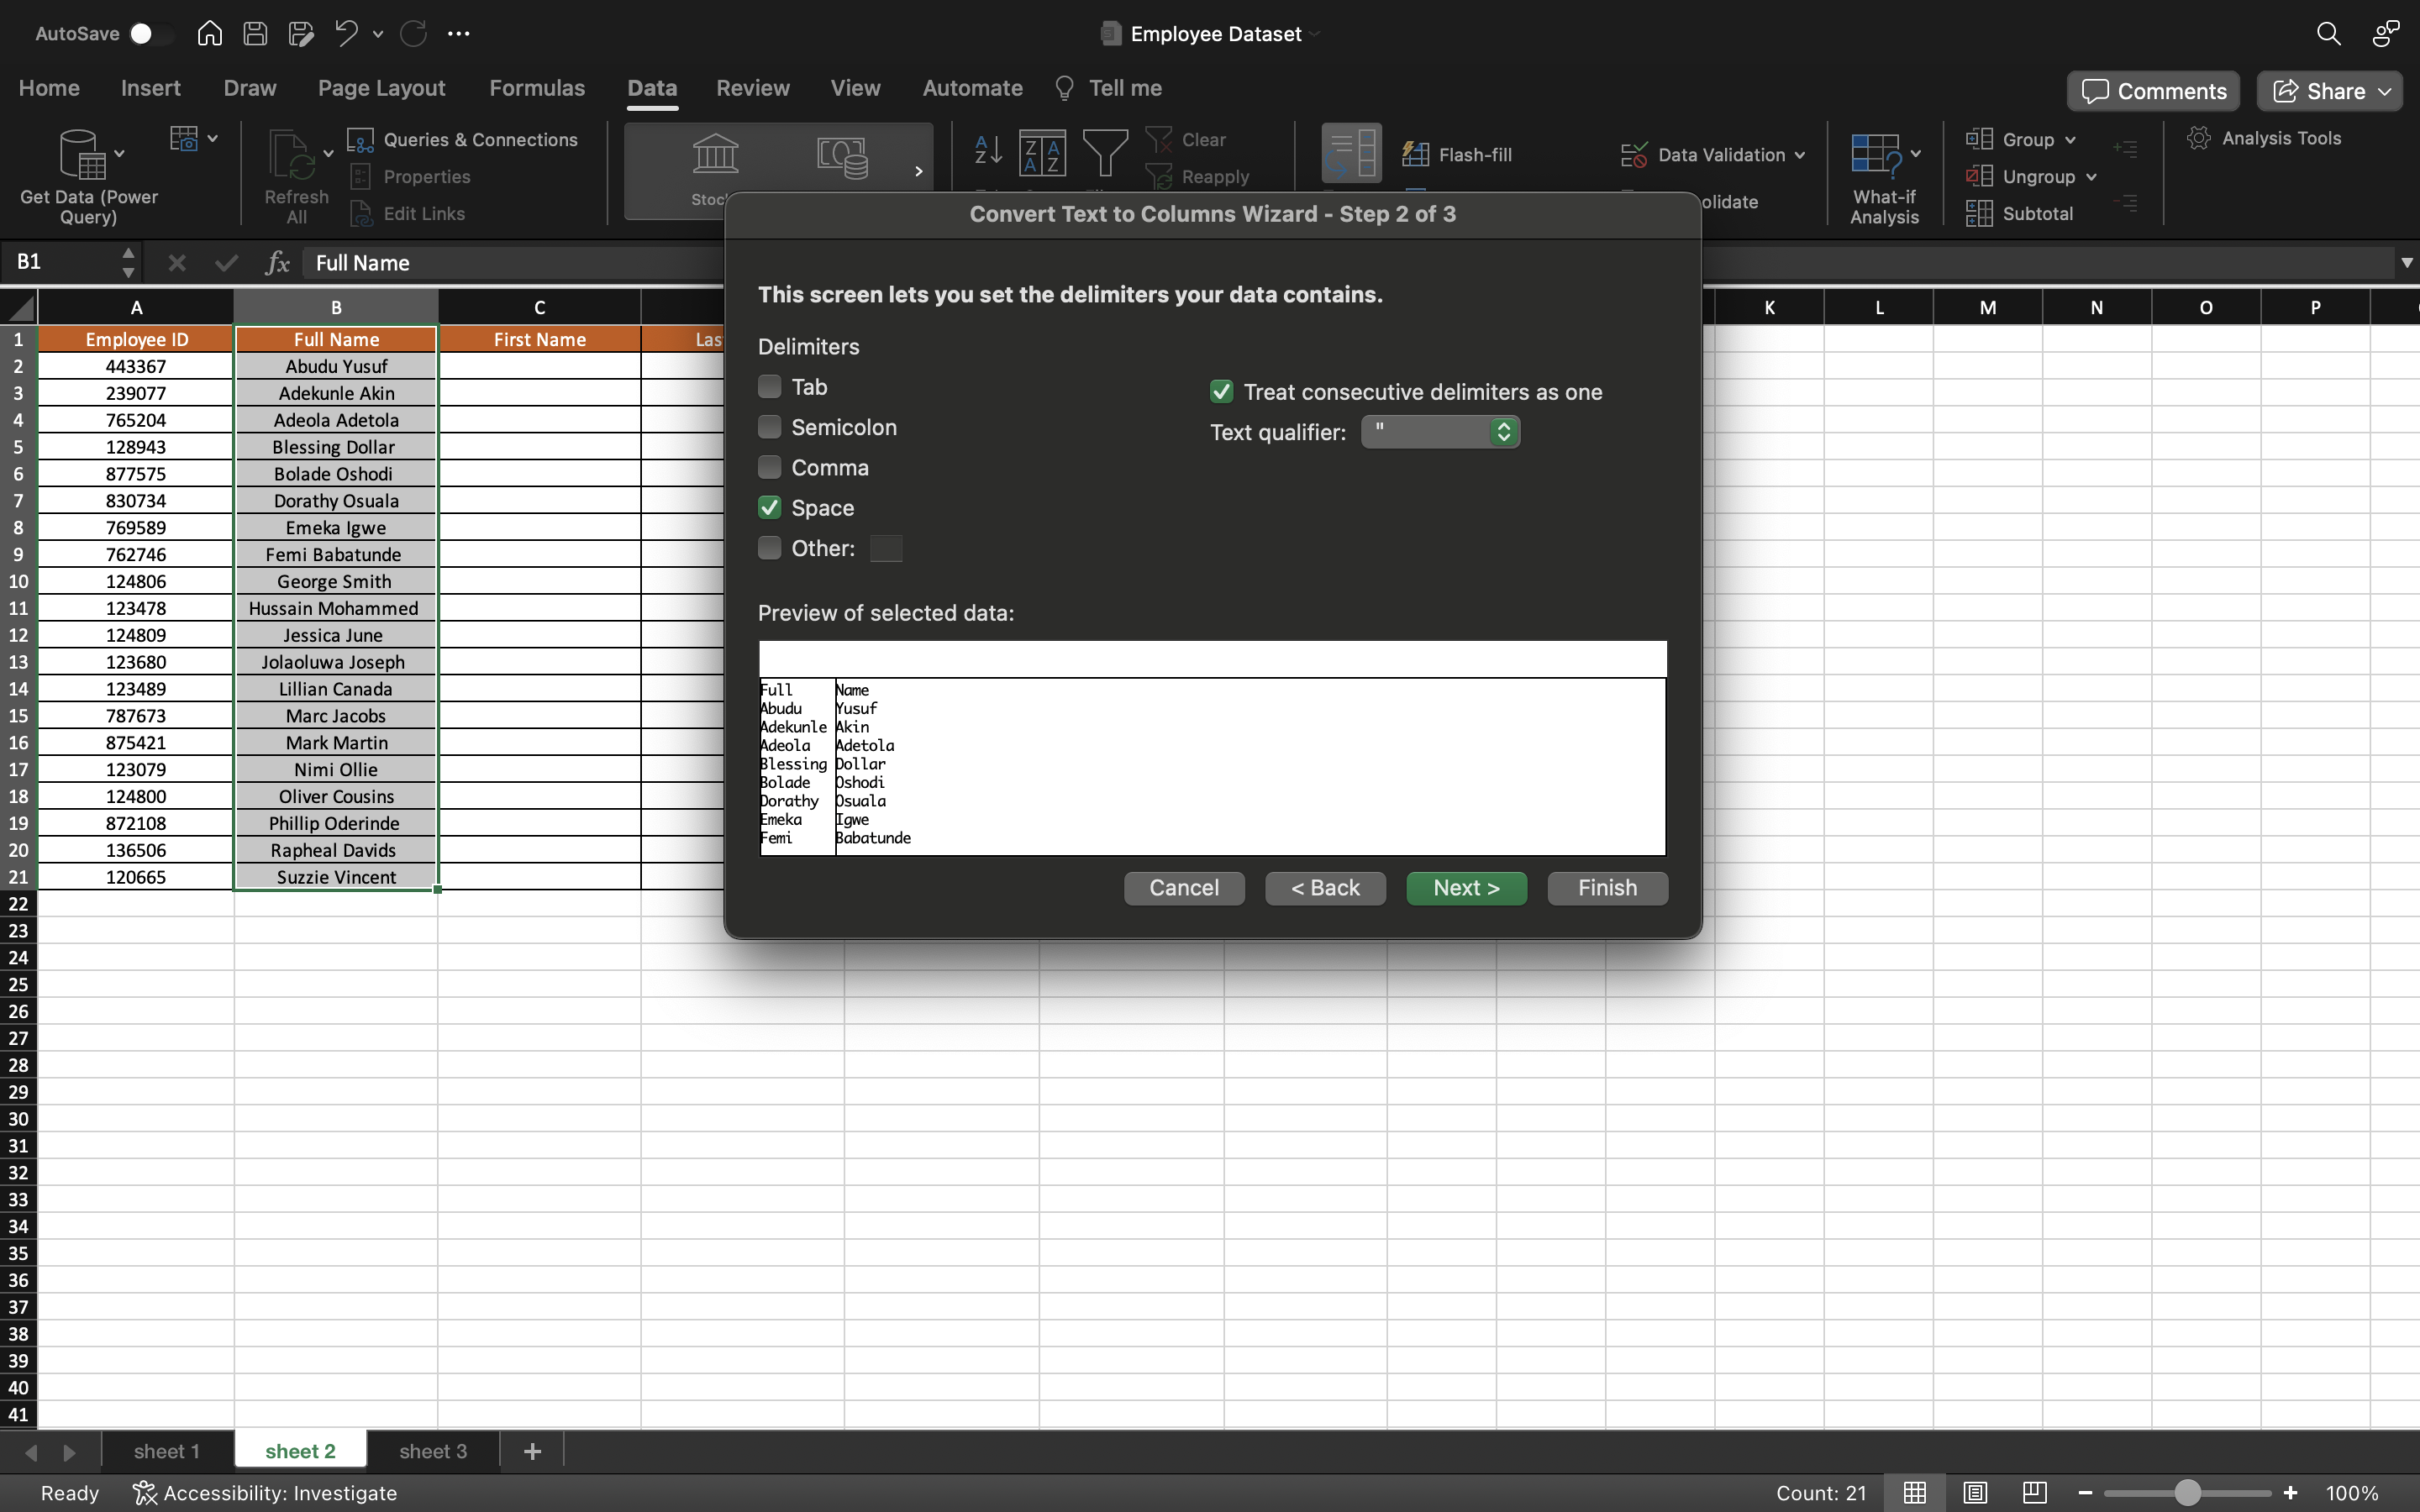 AutoSave
Employee Dataset
Home Insert Draw Page Layout Formulas Data Review View Automate Tell me
Comments Share
Get Data (Power Query)
Refresh All
Queries & Connections
Properties
Edit Links
Clear
Reapply
Flash-fill
Data Validation
What-if Analysis
Group
Ungroup
Subtotal
Analysis Tools
B1 fx Full Name
A B C K L M N O P
1 Employee ID Full Name First Name
2 443367 Abudu Yusuf
3 239077 Adekunle Akin
4 765204 Adeola Adetola
5 128943 Blessing Dollar
6 877575 Bolade Oshodi
7 830734 Dorathy Osuala
8 769589 Emeka Igwe
9 762746 Femi Babatunde
10 124806 George Smith
11 123478 Hussain Mohammed
12 124809 Jessica June
13 123680 Jolaoluwa Joseph
14 123489 Lillian Canada
15 787673 Marc Jacobs
16 875421 Mark Martin
17 123079 Nimi Ollie
18 124800 Oliver Cousins
19 872108 Phillip Oderinde
20 136506 Rapheal Davids
21 120665 Suzzie Vincent
22
23
24
25
26
27
28
29
30
31
32
33
34
35
36
37
38
39
40
41
Convert Text to Columns Wizard - Step 2 of 3
This screen lets you set the delimiters your data contains.
Delimiters
Tab
Semicolon
Comma
Space
Other:
Treat consecutive delimiters as one
Text qualifier: "
Preview of selected data:
Full Name
Abudu Yusuf
Adekunle Akin
Adeola Adetola
Blessing Dollar
Bolade Oshodi
Dorathy Osuala
Emeka Igwe
Femi Babatunde
Cancel < Back Next > Finish
sheet 1 sheet 2 sheet 3 +
Ready Accessibility: Investigate Count: 21 100%